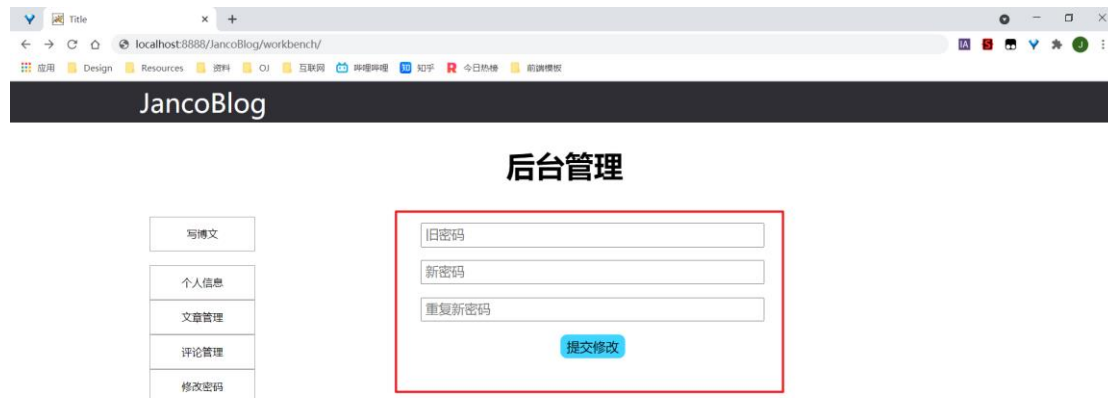 Title
localhost:8888/JancoBlog/workbench/
IA S J
应用 Design Resources 资料 OJ 互联网 哔哩哔哩 知乎 今日热榜 前端模板
JancoBlog
后台管理
写博文
旧密码
新密码
个人信息
重复新密码
文章管理
提交修改
评论管理
修改密码